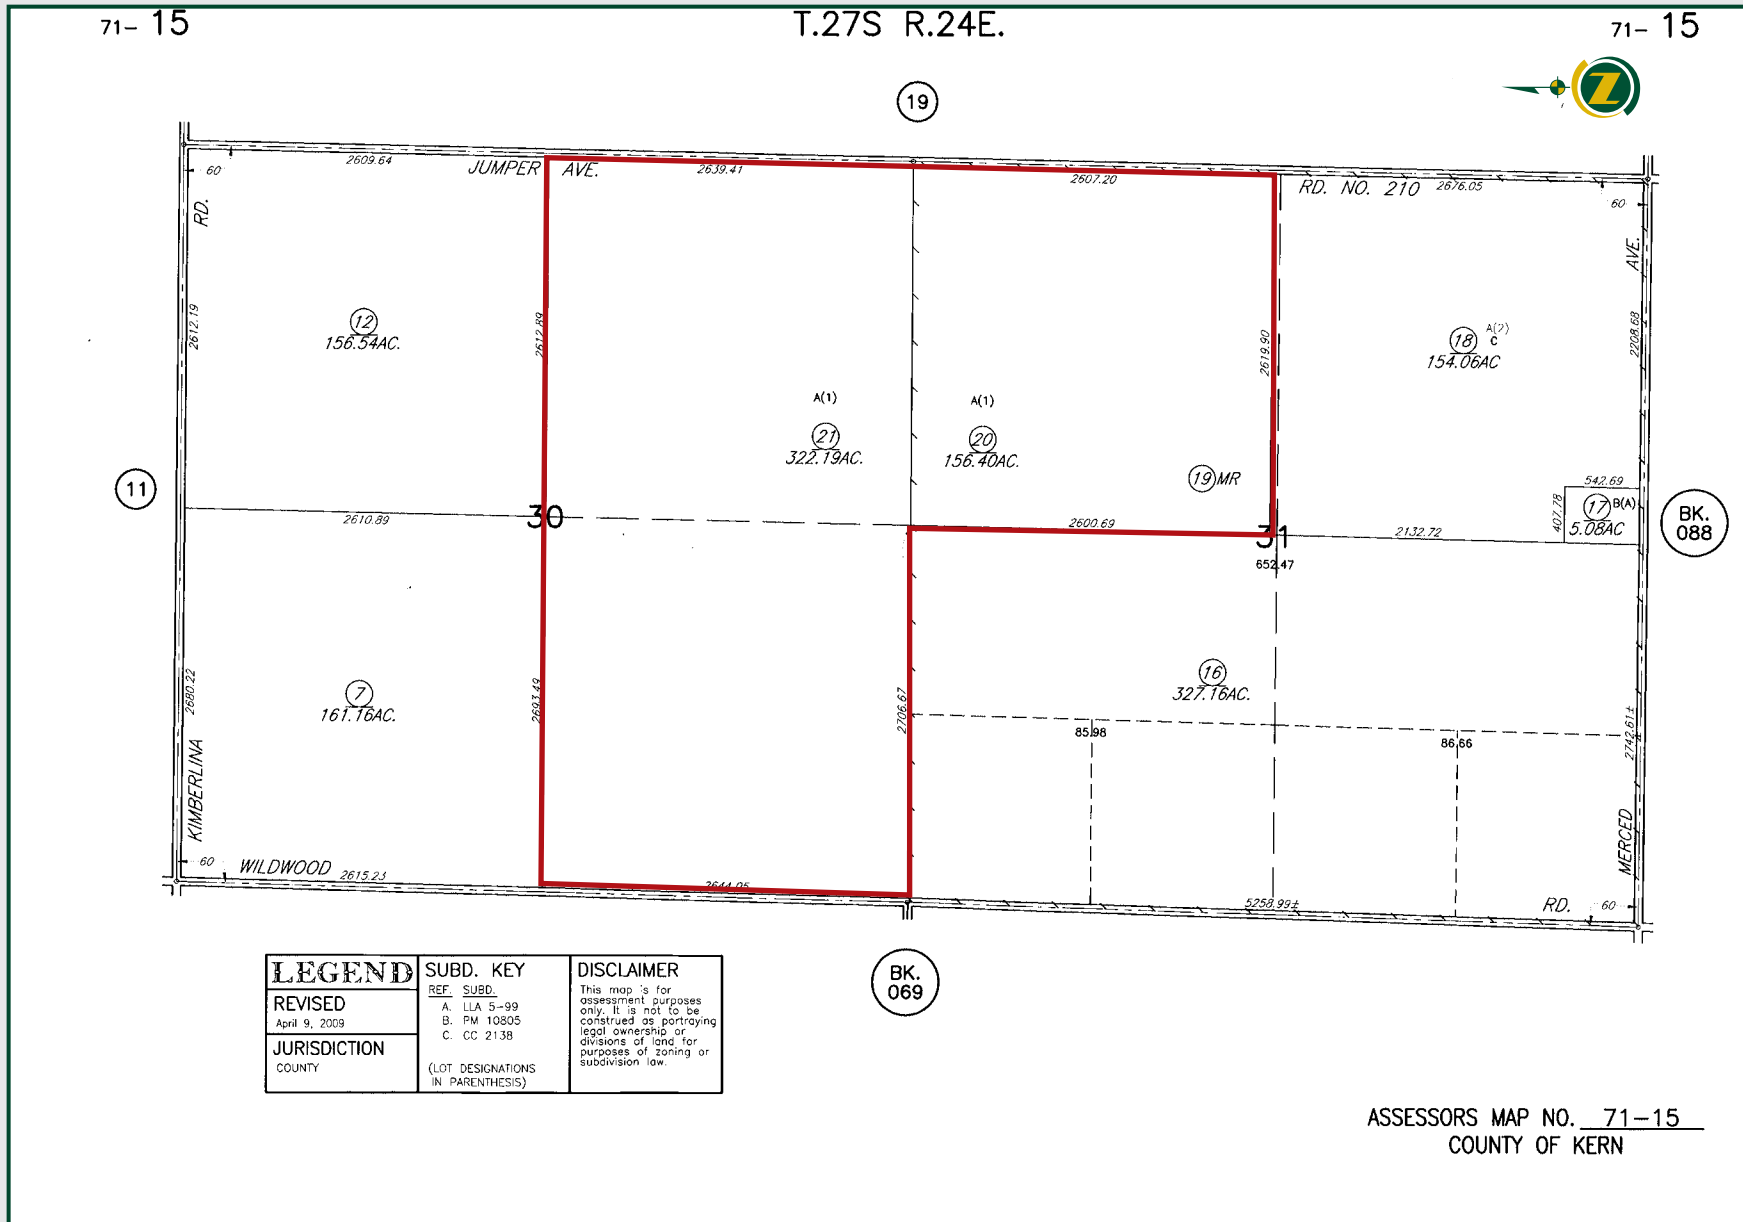 71- 15
T.27S R.24E.
71- 15
19
Z
2609.64
JUMPER AVE.
2639.41
2607.20
RD. NO. 210
2676.05
60
60
RD.
AVE.
2612.19
12
156.54AC.
2612.89
2619.90
18
A(2)
C
154.06AC
2208.68
A(1)
21
322.19AC.
A(1)
20
156.40AC.
19 MR
11
542.69
407.78
17 B(A)
5.08AC
BK.
088
2610.89
30
2600.69
31
652.47
2132.72
7
161.16AC.
2680.22
2693.49
2706.67
16
327.16AC.
85.98
86.66
2742.61±
KIMBERLINA
MERCED
60
WILDWOOD
2615.23
2644.05
5258.99±
RD.
60
BK.
069
LEGEND
REVISED
April 9, 2009
JURISDICTION
COUNTY
SUBD. KEY
REF. SUBD.
A. LLA 5-99
B. PM 10805
C. CC 2138
(LOT DESIGNATIONS
IN PARENTHESIS)
DISCLAIMER
This map is for
assessment purposes
only. It is not to be
construed as portraying
legal ownership or
divisions of land for
purposes of zoning or
subdivision law.
ASSESSORS MAP NO. 71-15
COUNTY OF KERN